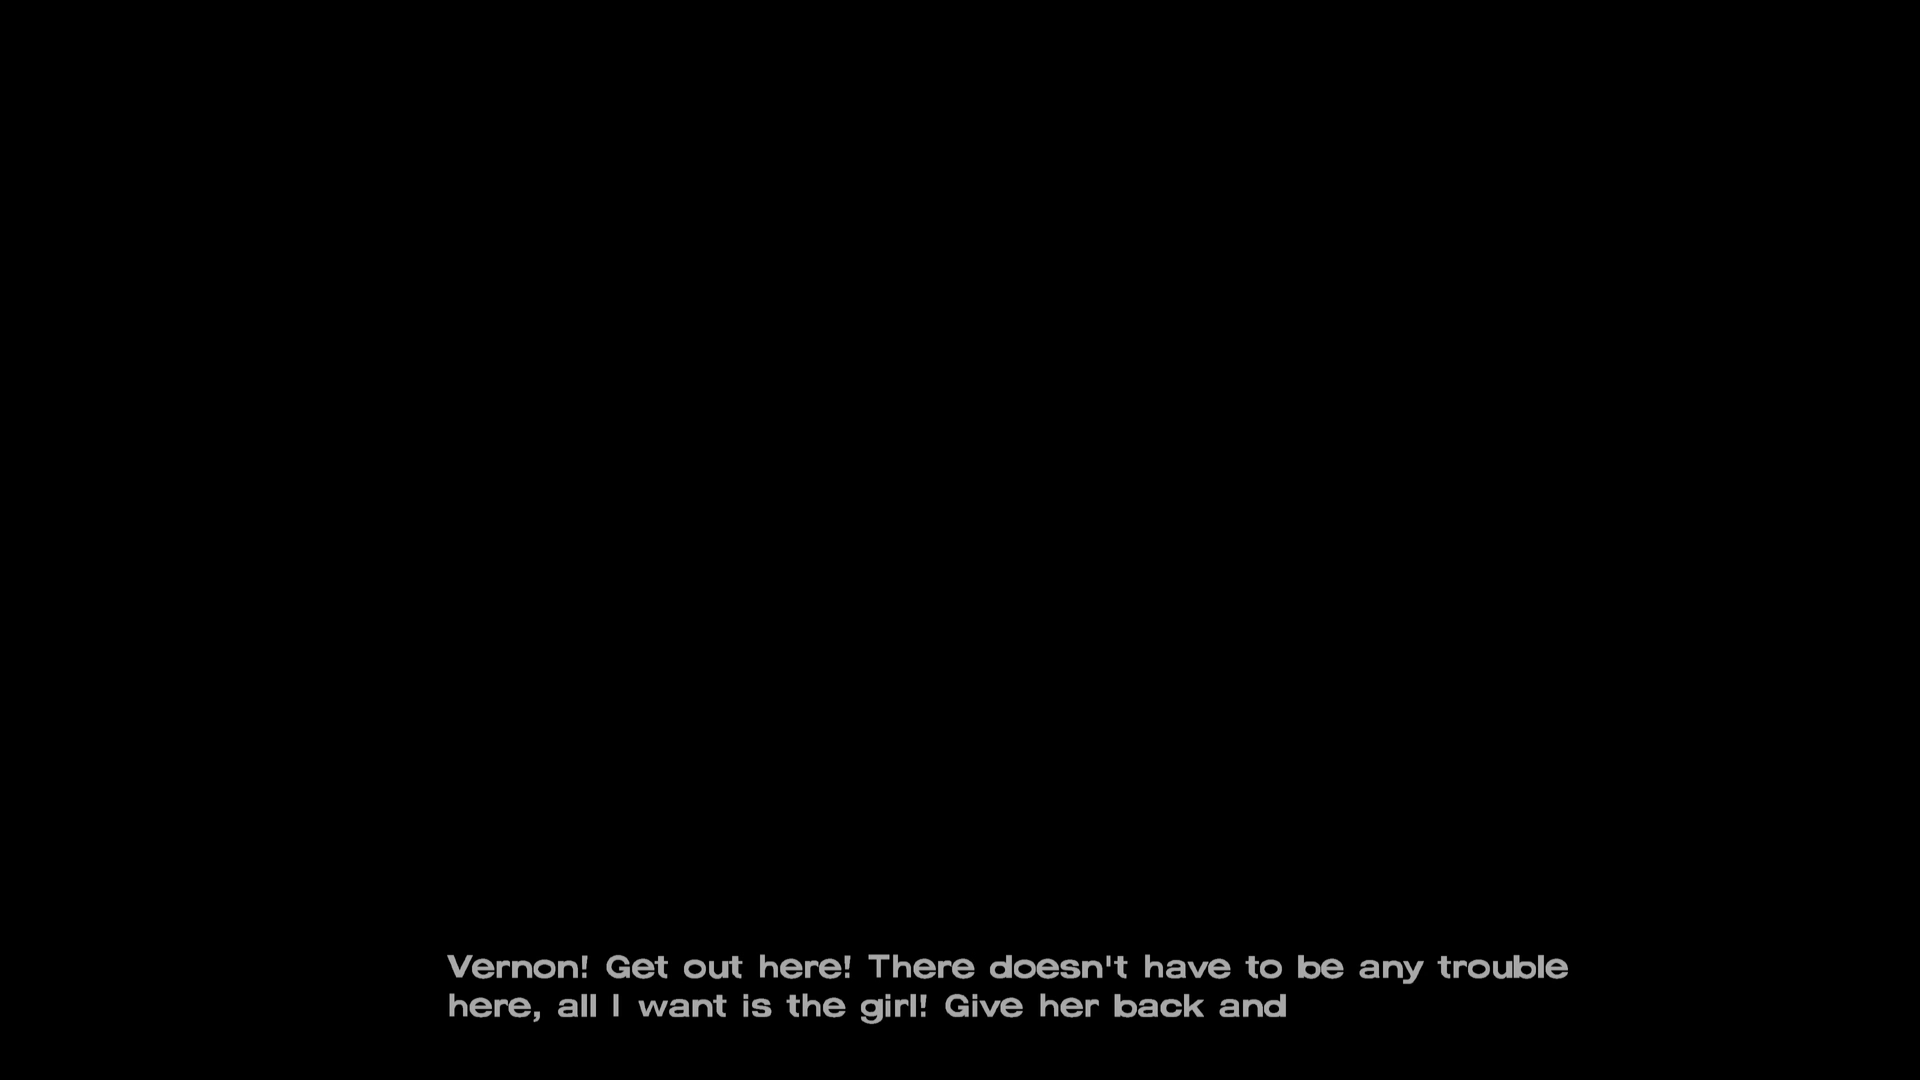 Vernon! Get out here! There doesn't have to be any trouble
here, all I want is the girl! Give her back and